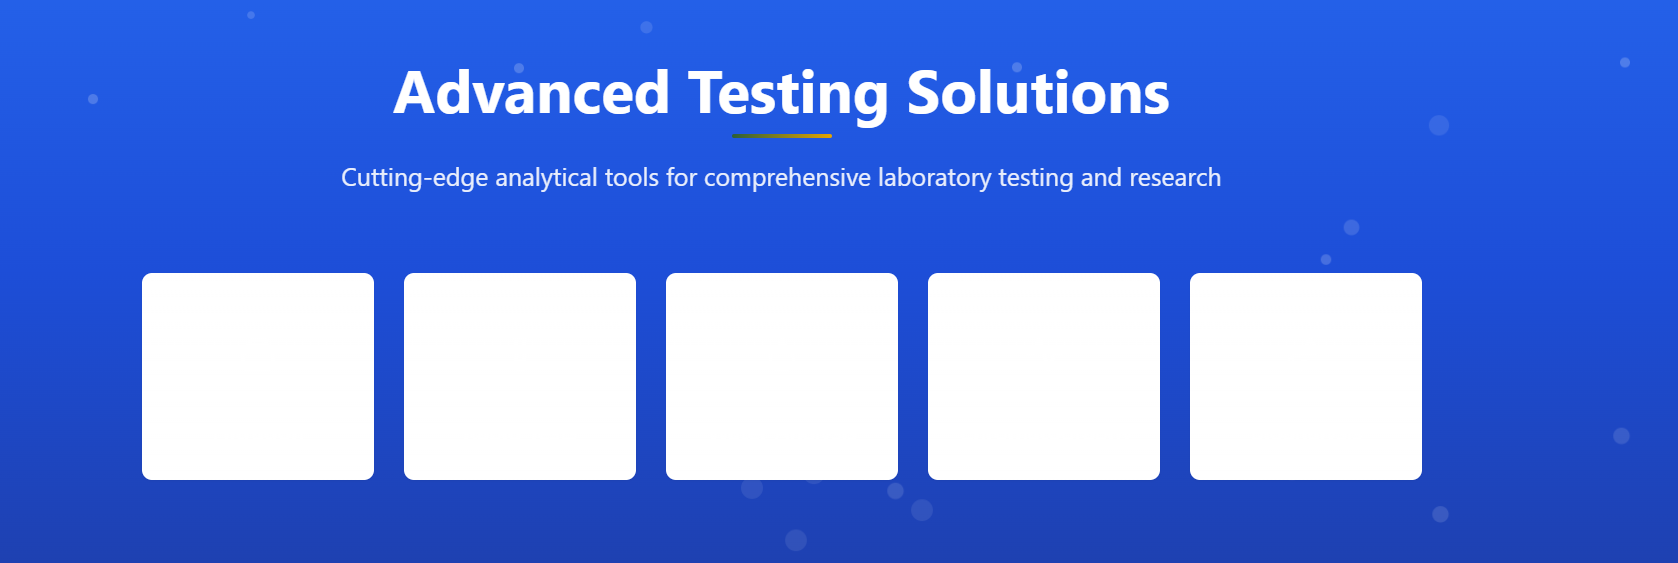 Advanced Testing Solutions
Cutting-edge analytical tools for comprehensive laboratory testing and research